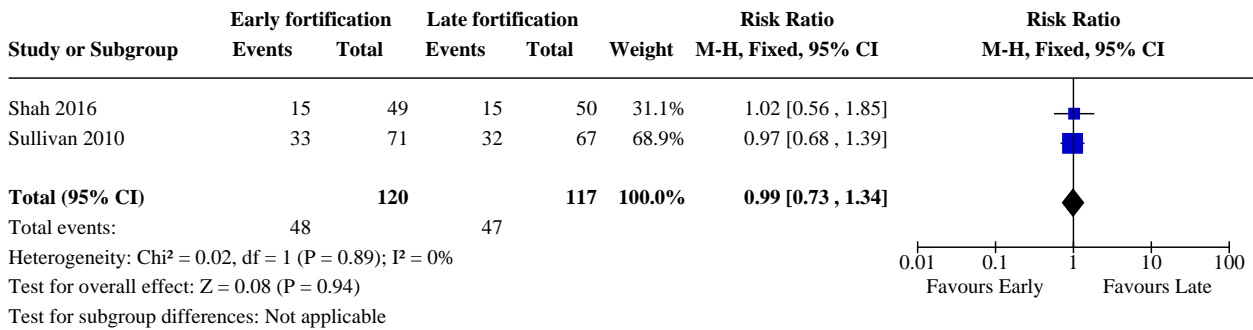 Early fortification Late fortification Risk Ratio Risk Ratio
Study or Subgroup Events Total Events Total Weight M-H, Fixed, 95% CI M-H, Fixed, 95% CI
Shah 2016 15 49 15 50 31.1% 1.02 [0.56 , 1.85]
Sullivan 2010 33 71 32 67 68.9% 0.97 [0.68 , 1.39]
Total (95% CI) 120 117 100.0% 0.99 [0.73 , 1.34]
Total events: 48 47
Heterogeneity: Chi² = 0.02, df = 1 (P = 0.89); I² = 0%
0.01 0.1 1 10 100
Test for overall effect: Z = 0.08 (P = 0.94)
Favours Early Favours Late
Test for subgroup differences: Not applicable